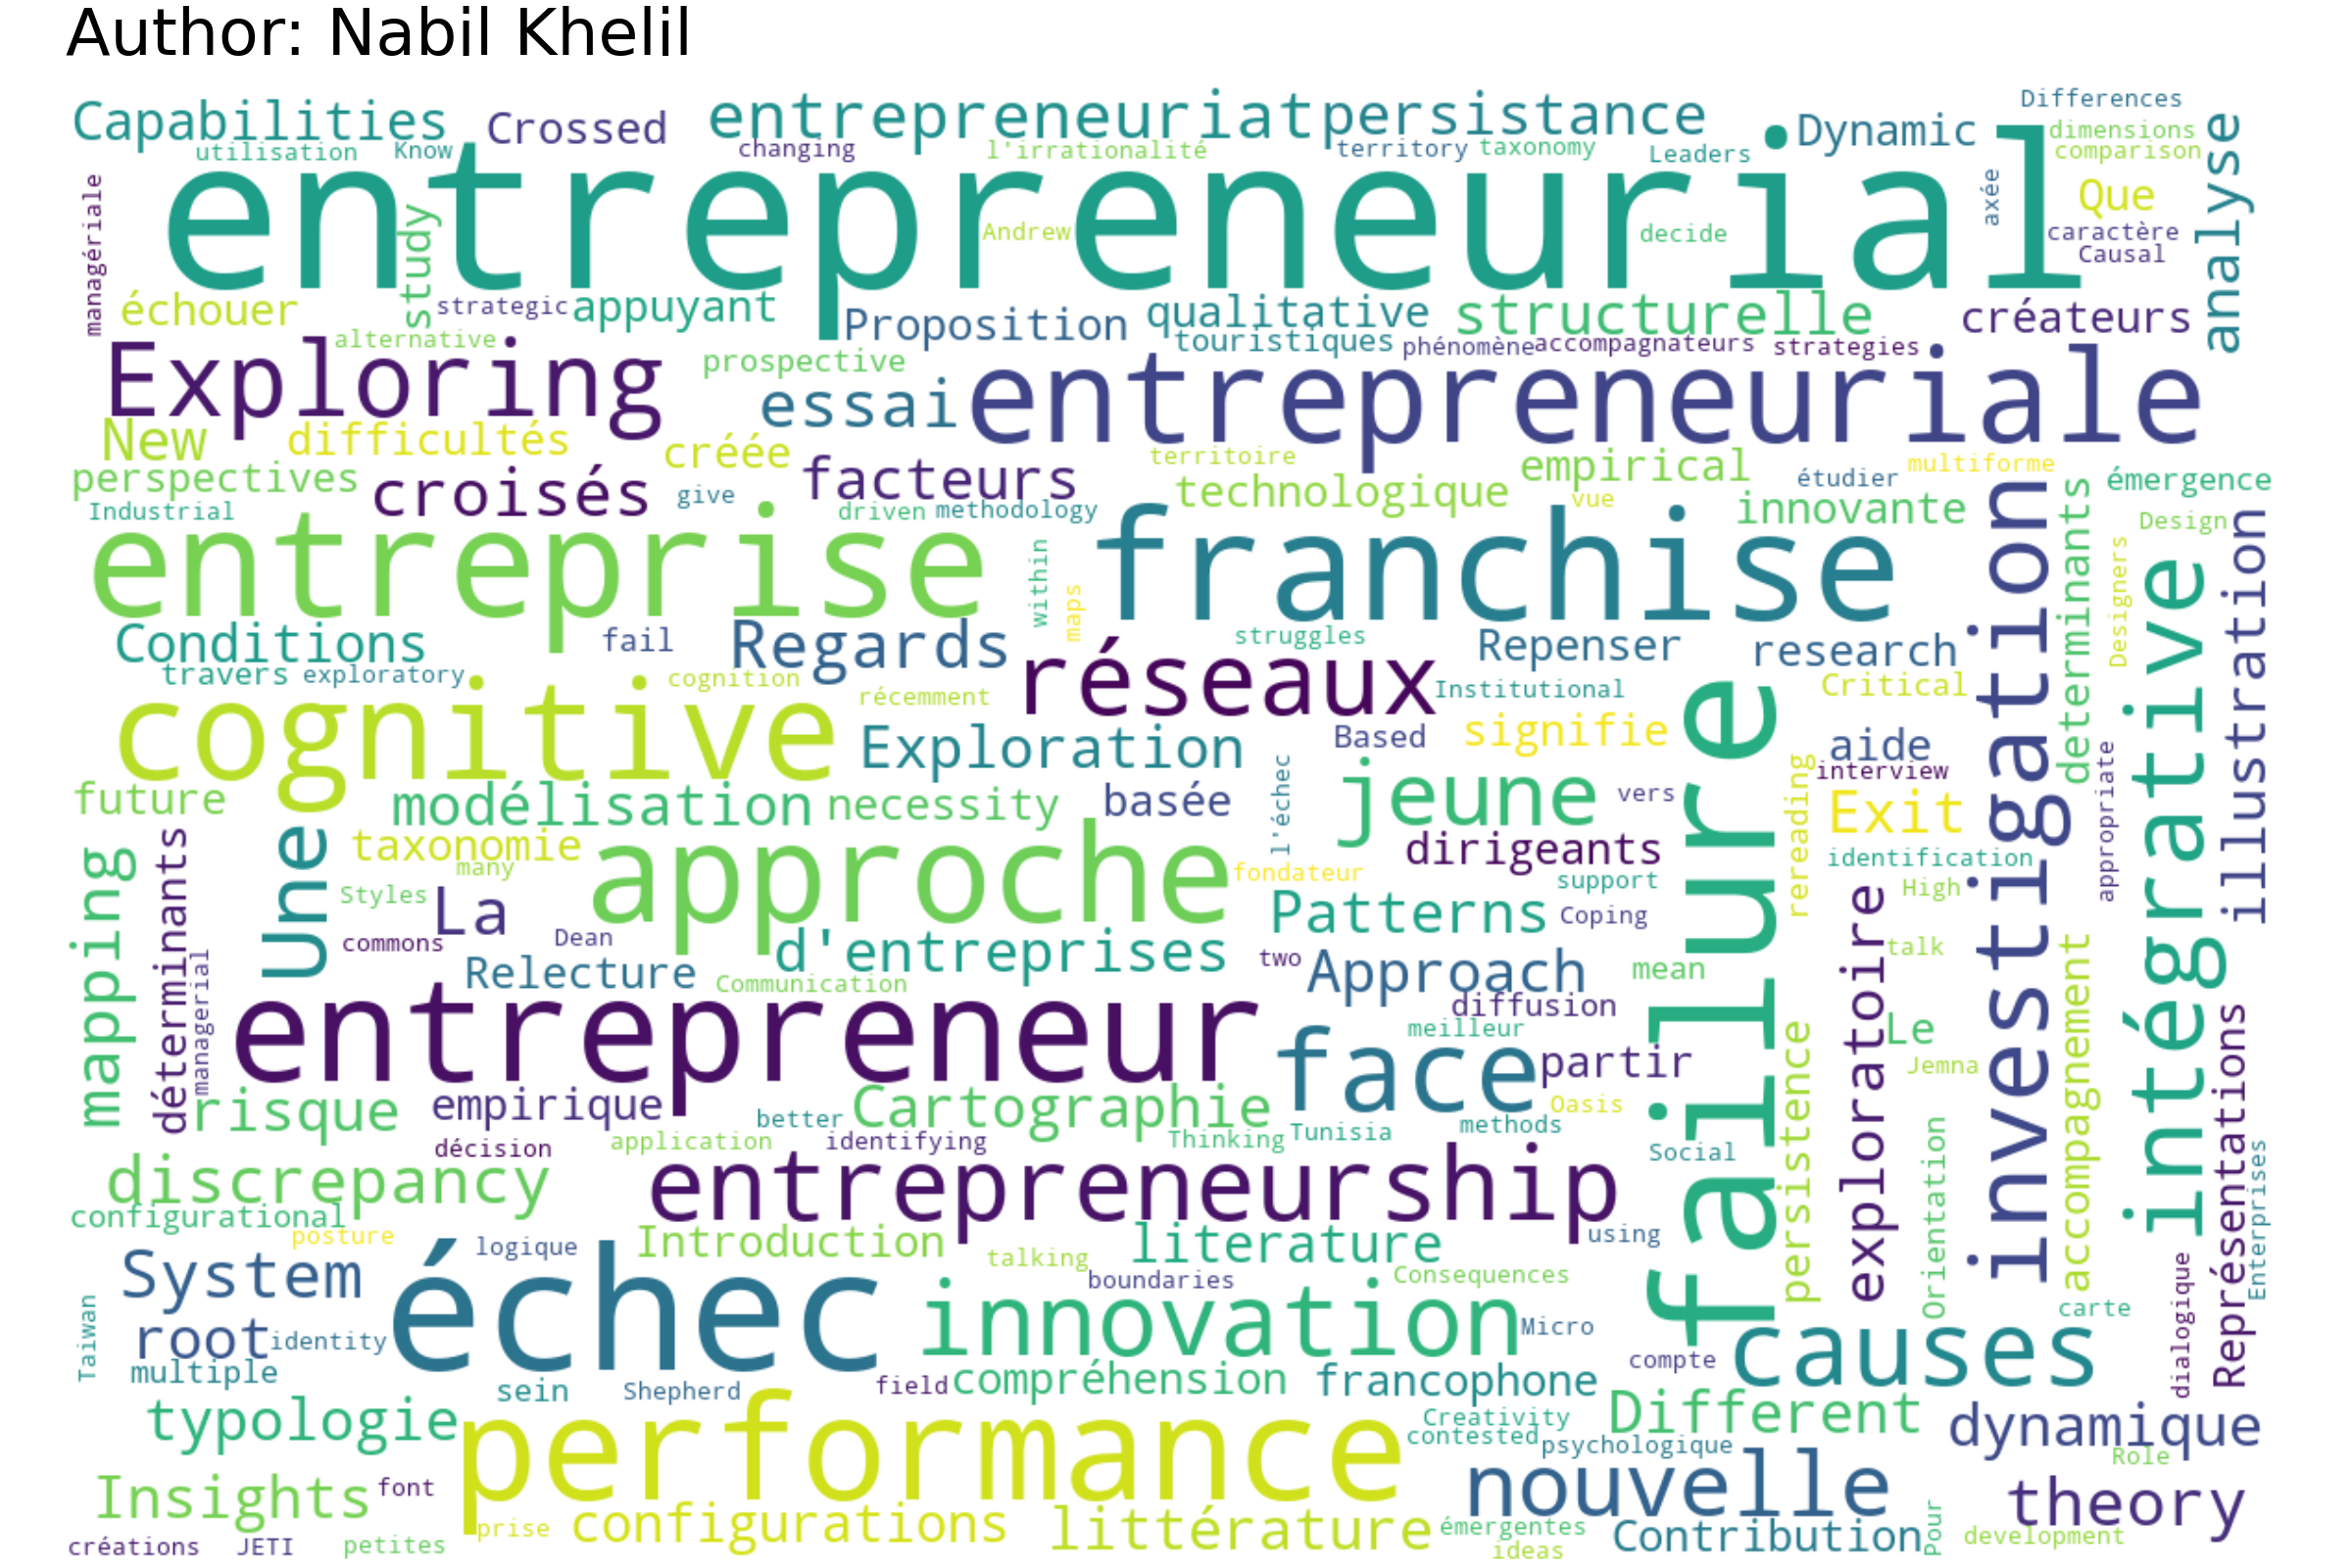 Author: Nabil Khelil
Differences
Capabilities Crossed entrepreneuriat persistance Dynamic dimensions
utilisation Know changing l'irrationalité territory taxonomy Leaders comparison
managériale entrepreneurial axée Que analyse
study Andrew decide caractère
Causal
échouer strategic appuyant Proposition qualitative structurelle créateurs
alternative touristiques phénomène accompagnateurs strategies
Exploring prospective essai entrepreneuriale
New difficultés créée territoire empirical multiforme
perspectives croisés give facteurs technologique vue étudier émergence
Industrial driven methodology innovante Design
entreprise within maps franchise investigation determinants Designers intégrative illustration
Conditions fail Regards struggles Repenser research
travers exploratory cognition réseaux Institutional Critical
cognitive récemment Exploration Based signifie failure aide
future modélisation necessity basée l'échec jeune vers rereading interview appropriate
Exit
mapping déterminants Une taxonomie approche dirigeants identification
many fondateur support
Styles La Patterns Coping exploratoire High
commons Dean d'entreprises two Approach mean talk accompagnement
managerial Relecture Communication diffusion
entrepreneur meilleur Le Représentations
face partir persistence Jemna
risque empirique better Cartographie Oasis
décision application identifying Thinking Tunisia methods Social Orientation Enterprises
discrepancy entrepreneurship
configurational posture logique Introduction talking literature using
System échec boundaries Consequences carte dialogique
Taiwan root identity innovation Micro causes
multiple sein Shepherd field compréhension francophone compte
typologie performance Creativity Different dynamique
contested psychologique Role
Insights font nouvelle theory
prise configurations littérature émergentes Contribution Pour development
créations JETI petites ideas